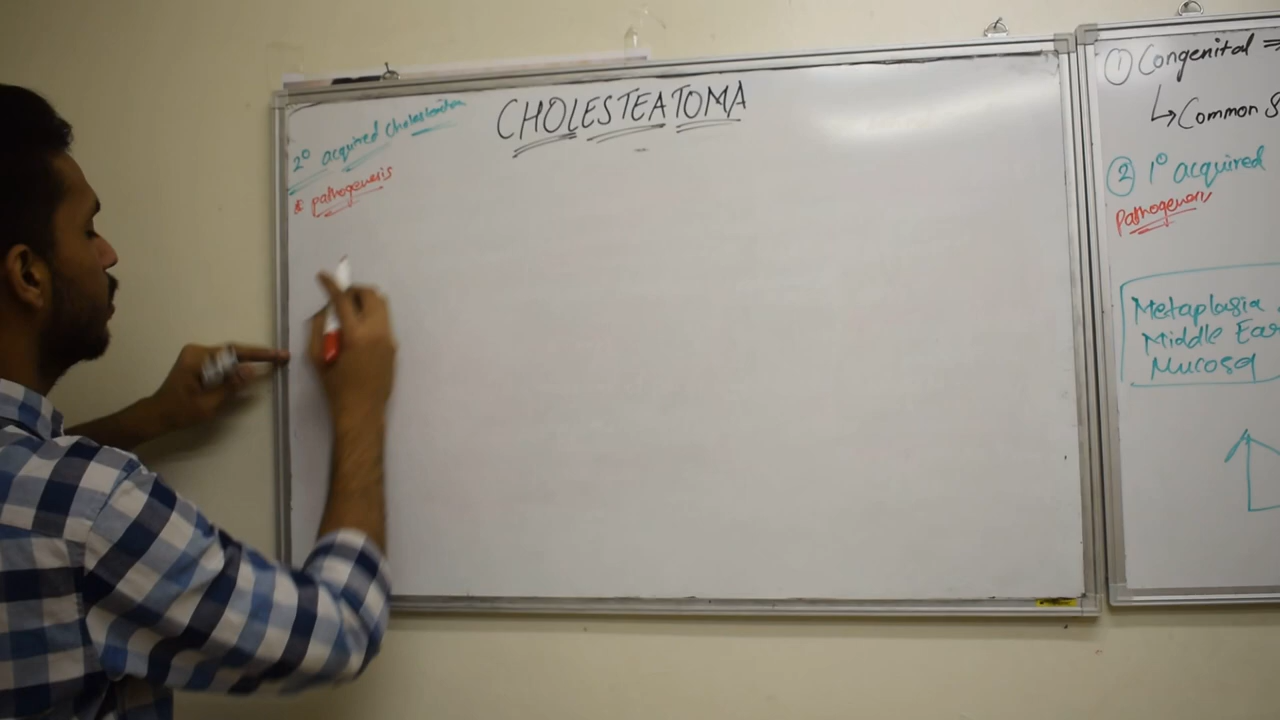 CHOLESTEATOMA
2° acquired cholesteatoma
pathogenesis
① Congenital ⇒
↳ Common S
② 1° acquired
Pathogenesis
Metaplasia
Middle Ear
Mucosa